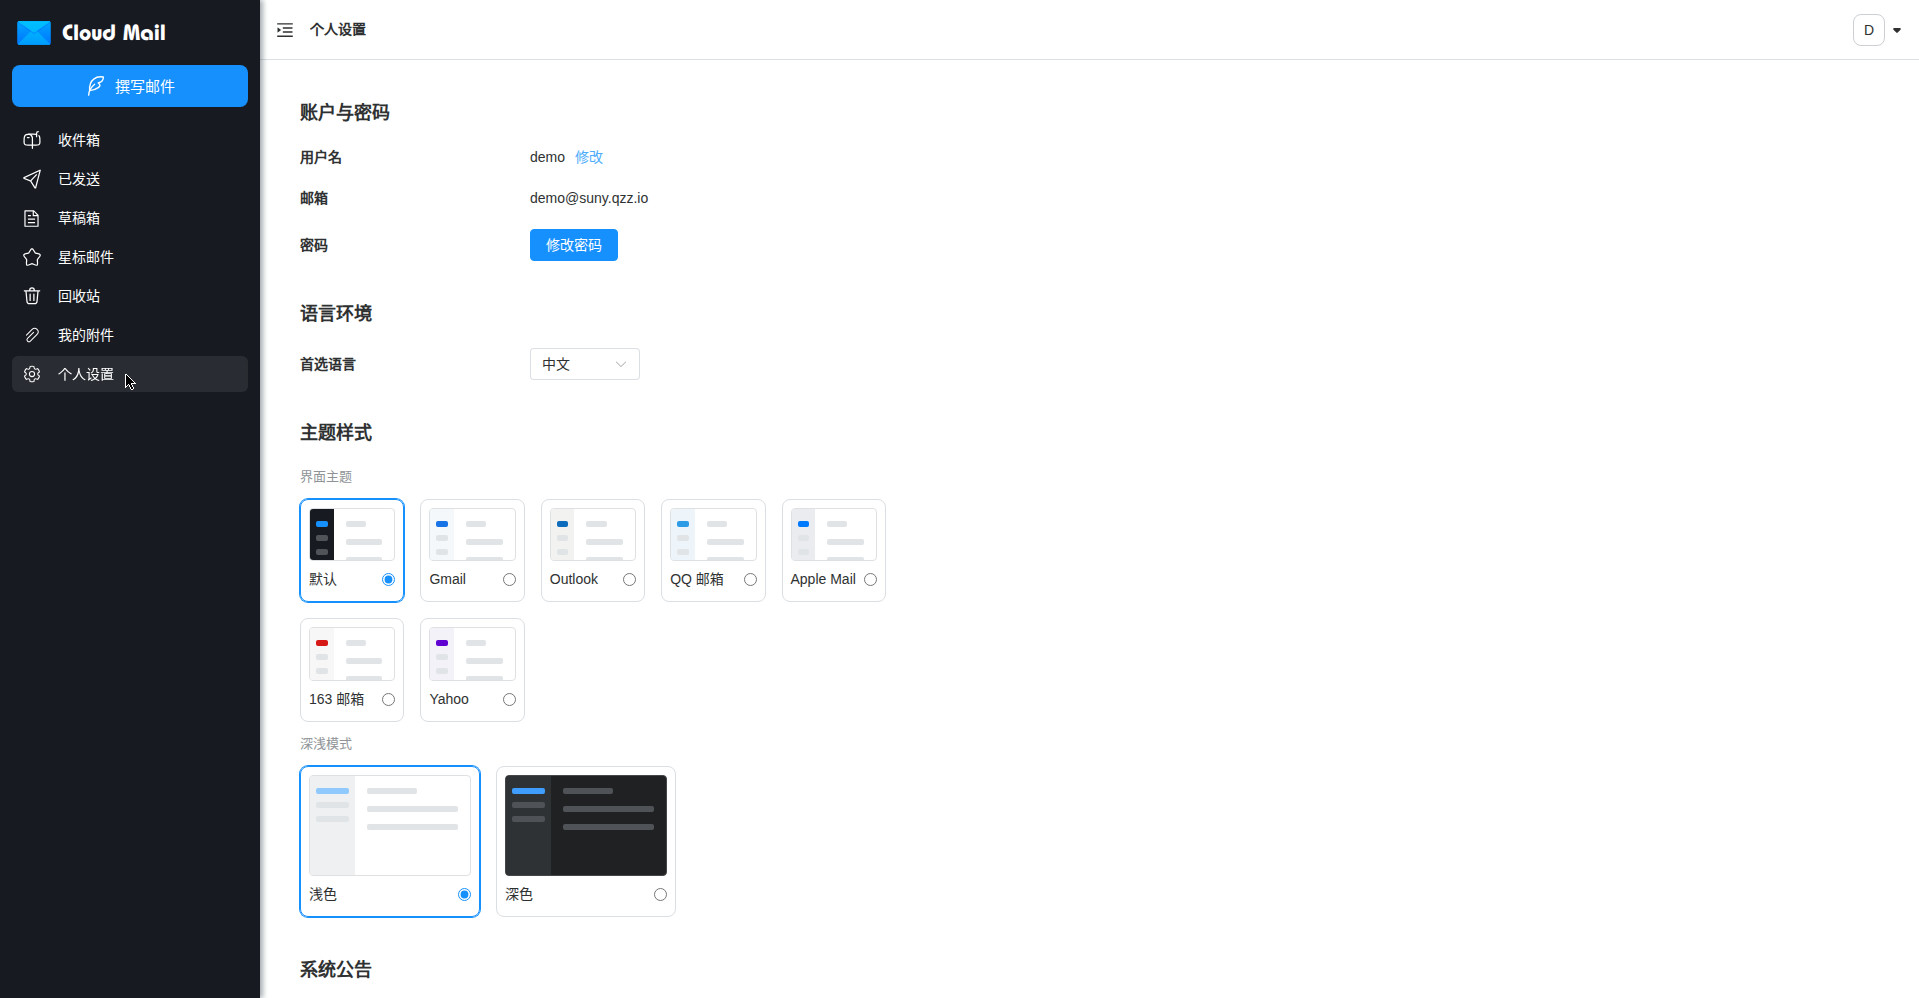 Cloud Mail
撰写邮件
收件箱
已发送
草稿箱
星标邮件
回收站
我的附件
个人设置
个人设置
D
账户与密码
用户名 demo 修改
邮箱 demo@suny.qzz.io
密码 修改密码
语言环境
首选语言 中文
主题样式
界面主题
默认 Gmail Outlook QQ 邮箱 Apple Mail
163 邮箱 Yahoo
深浅模式
浅色 深色
系统公告